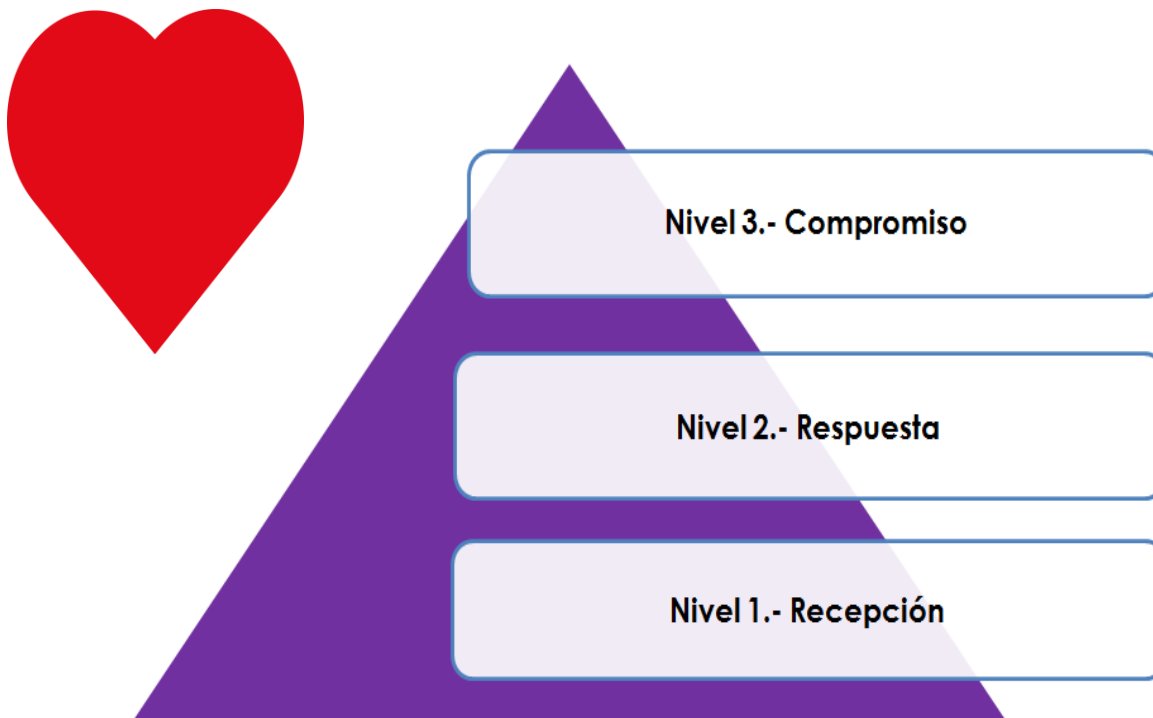 Nivel 3.- Compromiso
Nivel 2.- Respuesta
Nivel 1.- Recepción